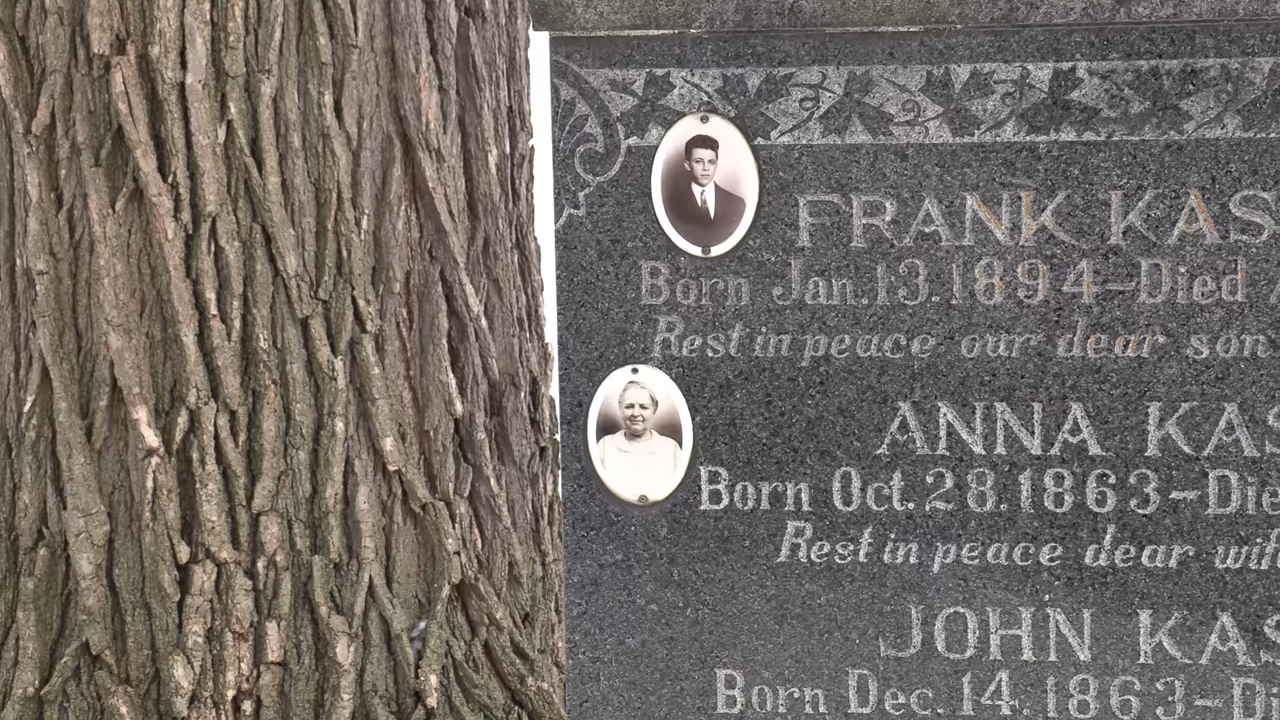 FRANK KAS
Born Jan.13.1894-Died
Rest in peace our dear son
ANNA KAS
Born Oct.28.1863-Die
Rest in peace dear wif
JOHN KAS
Born Dec.14.1863-Di